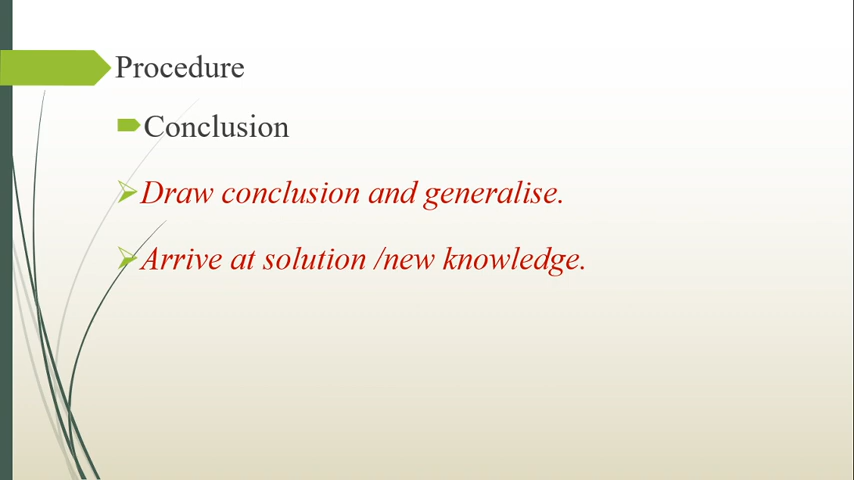 Procedure
Conclusion
Draw conclusion and generalise.
Arrive at solution /new knowledge.